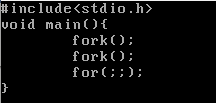 #include<stdio.h>
void main(){
        fork();
        fork();
        for(;;);
}